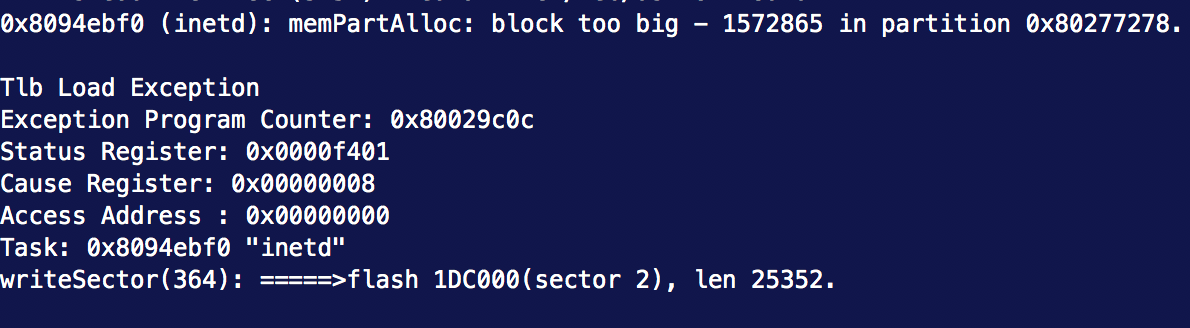 0x8094ebf0 (inetd): memPartAlloc: block too big - 1572865 in partition 0x80277278.
Tlb Load Exception
Exception Program Counter: 0x80029c0c
Status Register: 0x0000f401
Cause Register: 0x00000008
Access Address : 0x00000000
Task: 0x8094ebf0 "inetd"
writeSector(364): =====>flash 1DC000(sector 2), len 25352.